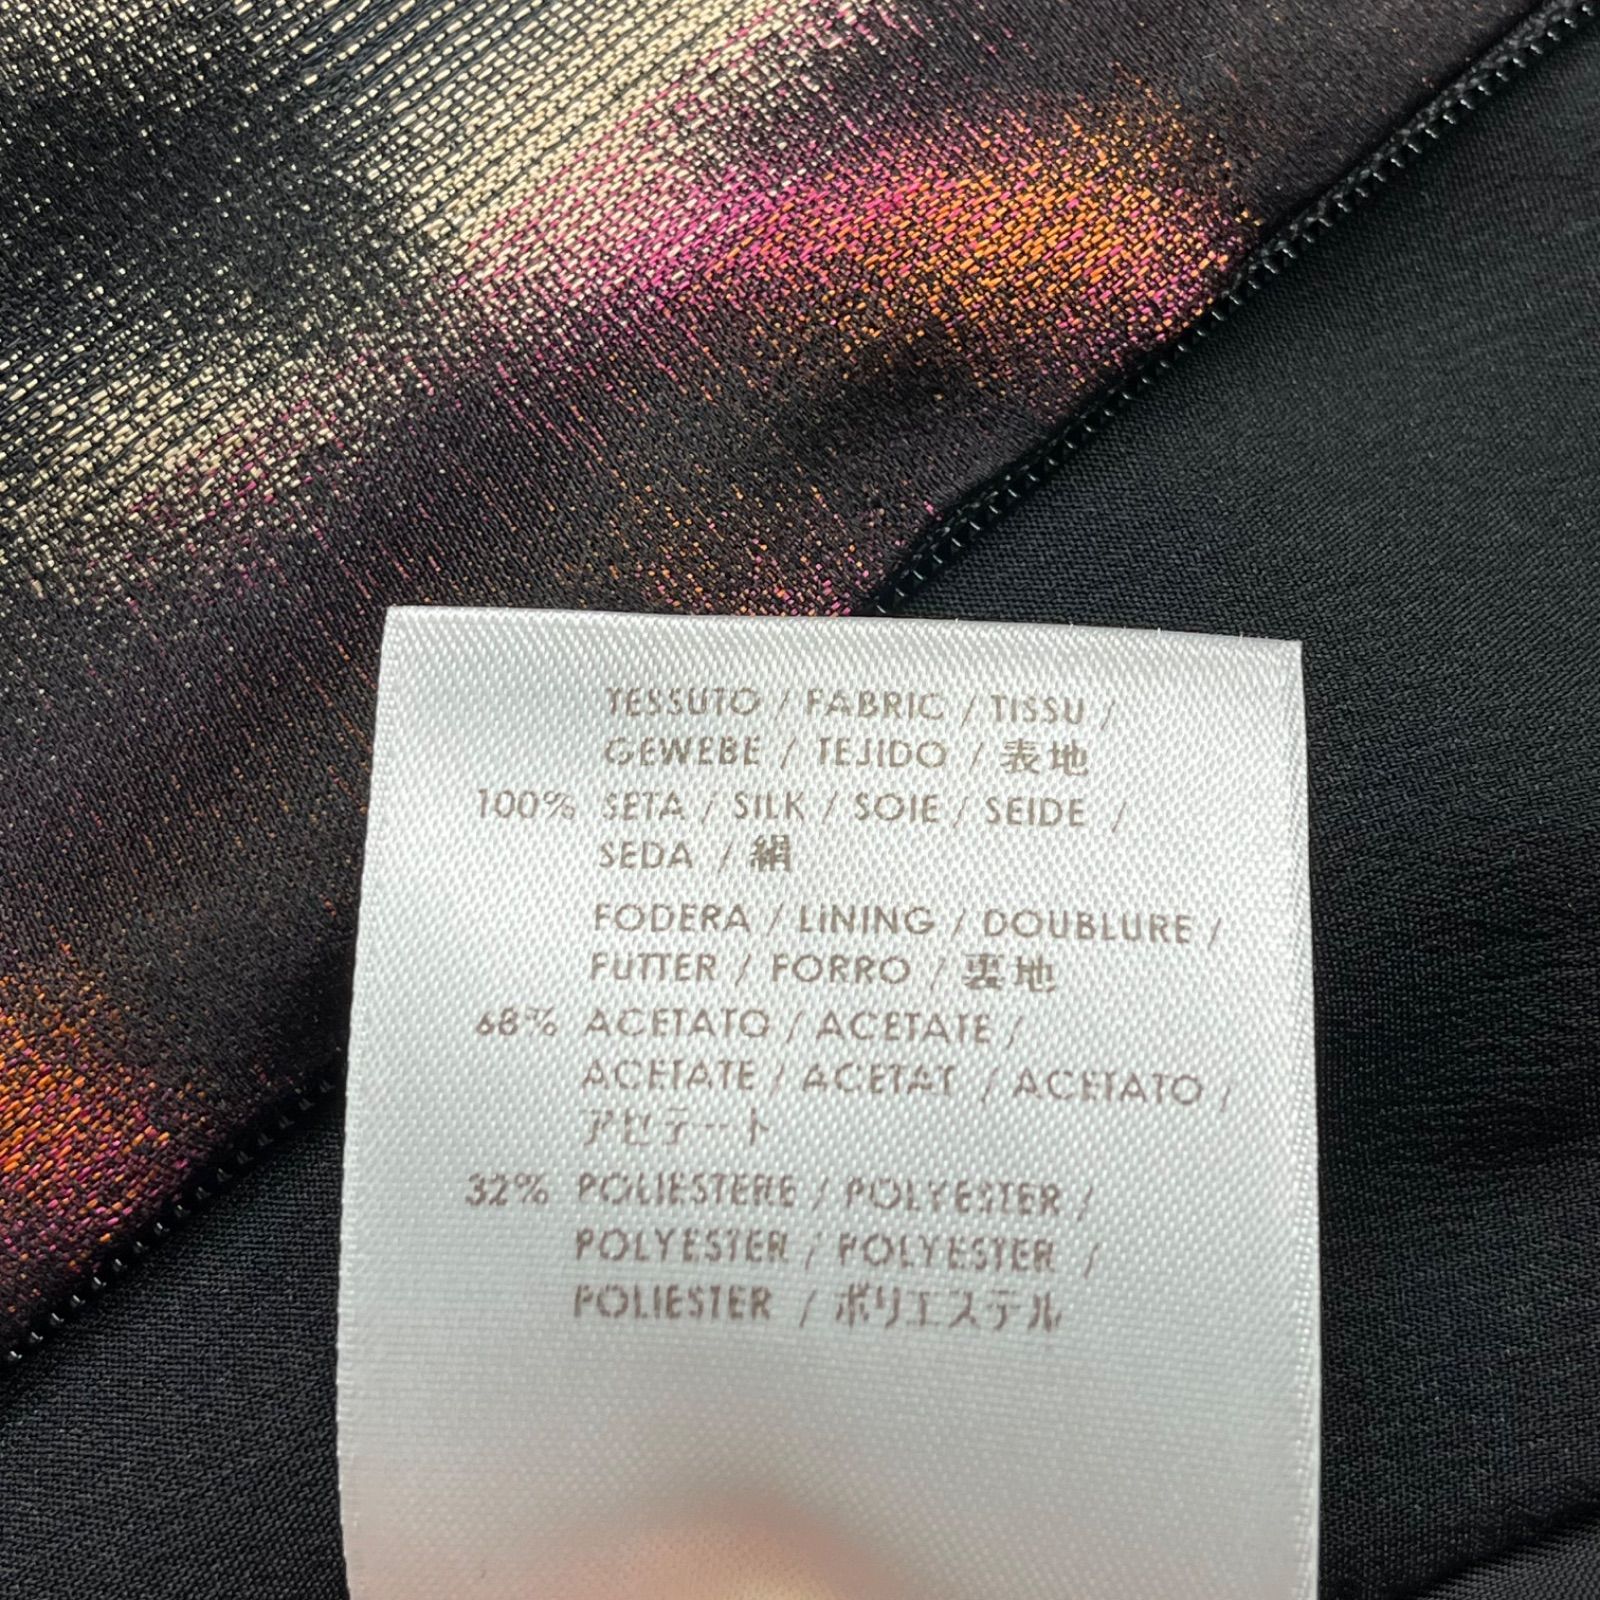 TESSUTO / FABRIC / TISSU /
GEWEBE / TEJIDO / 表地
100% SETA / SILK / SOIE / SEIDE /
SEDA / 絹
FODERA / LINING / DOUBLURE /
FUTTER / FORRO / 裏地
68% ACETATO / ACETATE /
ACETATE / ACETAT / ACETATO /
アセテート
32% POLIESTERE / POLYESTER /
POLYESTER / POLYESTER /
POLIESTER / ポリエステル